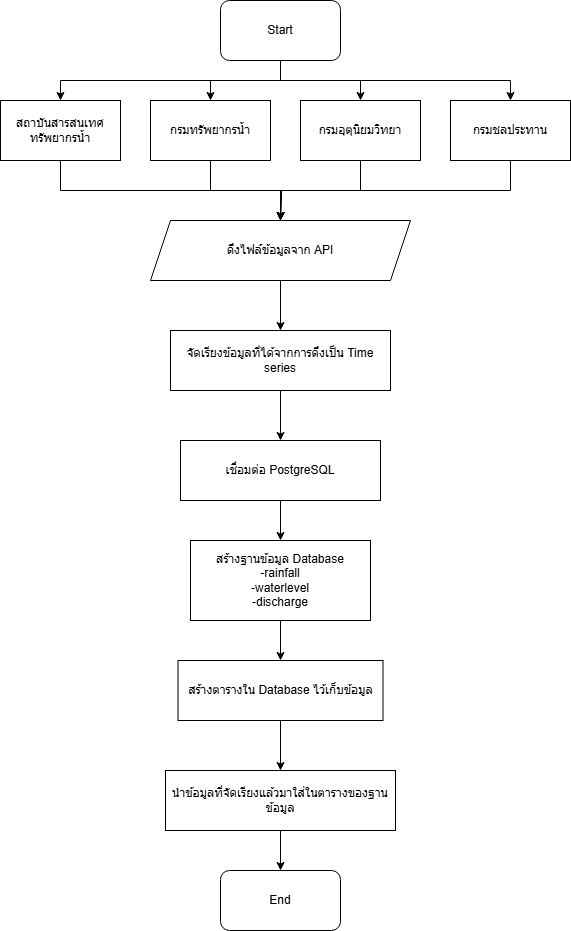 Start
สถาบันสารสนเทศ
ทรัพยากรน้ำ
กรมทรัพยากรน้ำ
กรมอุตุนิยมวิทยา
กรมชลประทาน
ดึงไฟล์ข้อมูลจาก API
จัดเรียงข้อมูลที่ได้จากการดึงเป็น Time
series
เชื่อมต่อ PostgreSQL
สร้างฐานข้อมูล Database
-rainfall
-waterlevel
-discharge
สร้างตารางใน Database ไว้เก็บข้อมูล
นำข้อมูลที่จัดเรียงแล้วมาใส่ในตารางของฐาน
ข้อมูล
End